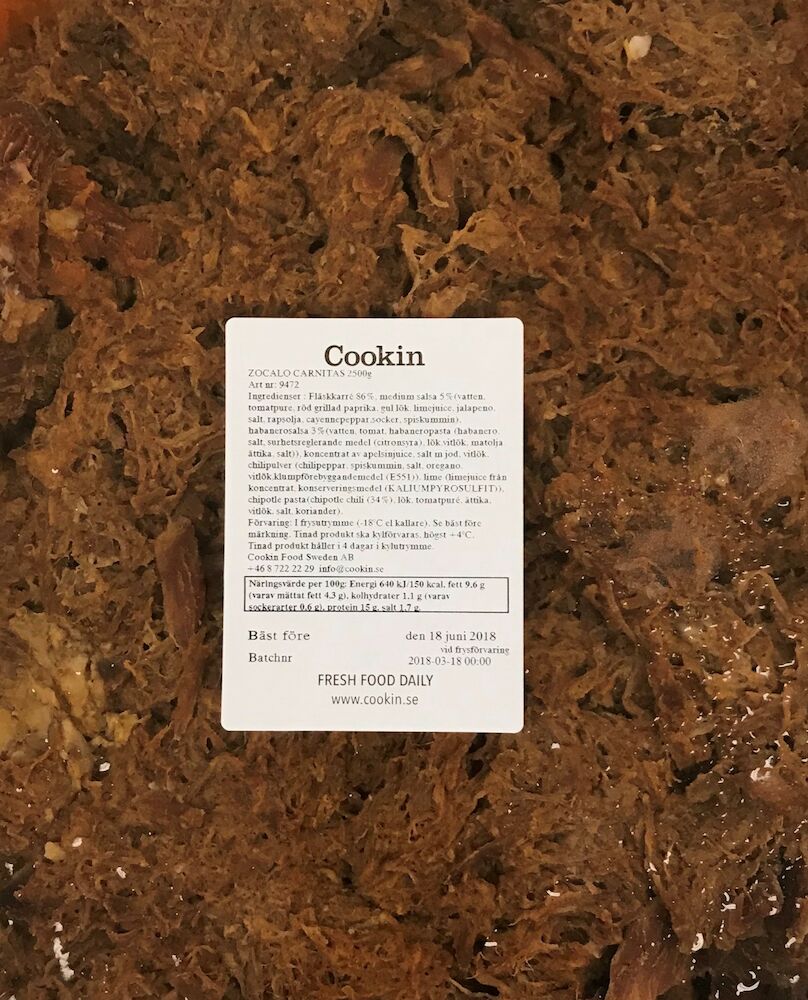 Cookin
ZOCALO CARNITAS 2500g
Art nr: 9472
Ingredienser : Fläskkarré 86%, medium salsa 5% (vatten,
tomatpure, röd grillad paprika, gul lök, limejuice, jalapeno,
salt, rapsolja, cayennepeppar,socker, spiskummin),
habanerosalsa 3% (vatten, tomat, habaneropasta (habanero,
salt, surhetsreglerande medel (citronsyra), lök,vitlök, matolja,
ättika, salt)), koncentrat av apelsinjuice, salt m jod, vitlök,
chilipulver (chilipeppar, spiskummin, salt, oregano,
vitlök,klumpförebyggandemedel (E551)), lime (limejuice från
koncentrat, konserveringsmedel (KALIUMPYROSULFIT)),
chipotle pasta(chipotle chili (34%), lök, tomatpuré, ättika,
vitlök, salt, koriander).
Förvaring: I frysutrymme (-18°C el kallare). Se bäst före
märkning. Tinad produkt ska kylförvaras, högst +4°C.
Tinad produkt håller i 4 dagar i kylutrymme.
Cookin Food Sweden AB
+46 8 722 22 29 info@cookin.se
Näringsvärde per 100g: Energi 640 kJ/150 kcal, fett 9.6 g
(varav mättat fett 4,3 g), kolhydrater 1.1 g (varav
sockerarter 0.6 g), protein 15 g, salt 1.7 g.
Bäst före den 18 juni 2018
vid frysförvaring
Batchnr 2018-03-18 00:00
FRESH FOOD DAILY
www.cookin.se